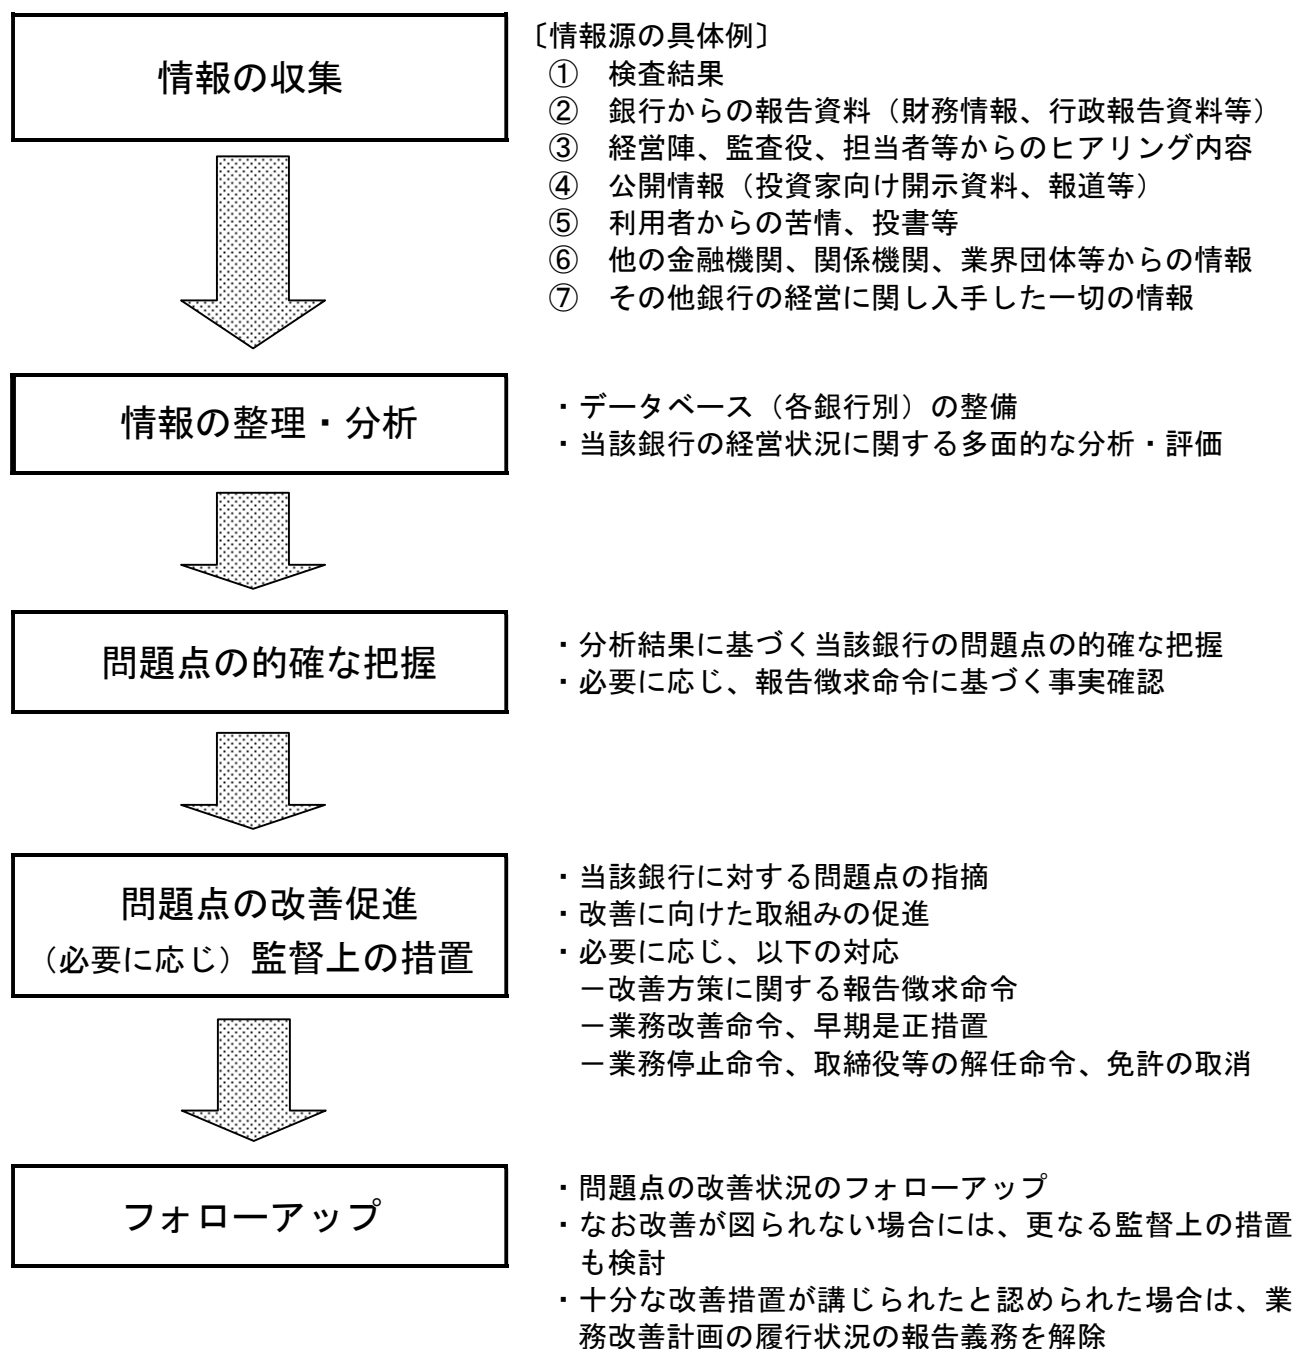 情報の収集
〔情報源の具体例〕
① 検査結果
② 銀行からの報告資料（財務情報、行政報告資料等）
③ 経営陣、監査役、担当者等からのヒアリング内容
④ 公開情報（投資家向け開示資料、報道等）
⑤ 利用者からの苦情、投書等
⑥ 他の金融機関、関係機関、業界団体等からの情報
⑦ その他銀行の経営に関し入手した一切の情報
情報の整理・分析
・データベース（各銀行別）の整備
・当該銀行の経営状況に関する多面的な分析・評価
問題点の的確な把握
・分析結果に基づく当該銀行の問題点の的確な把握
・必要に応じ、報告徴求命令に基づく事実確認
問題点の改善促進
（必要に応じ）監督上の措置
・当該銀行に対する問題点の指摘
・改善に向けた取組みの促進
・必要に応じ、以下の対応
－改善方策に関する報告徴求命令
－業務改善命令、早期是正措置
－業務停止命令、取締役等の解任命令、免許の取消
フォローアップ
・問題点の改善状況のフォローアップ
・なお改善が図られない場合には、更なる監督上の措置
も検討
・十分な改善措置が講じられたと認められた場合は、業
務改善計画の履行状況の報告義務を解除